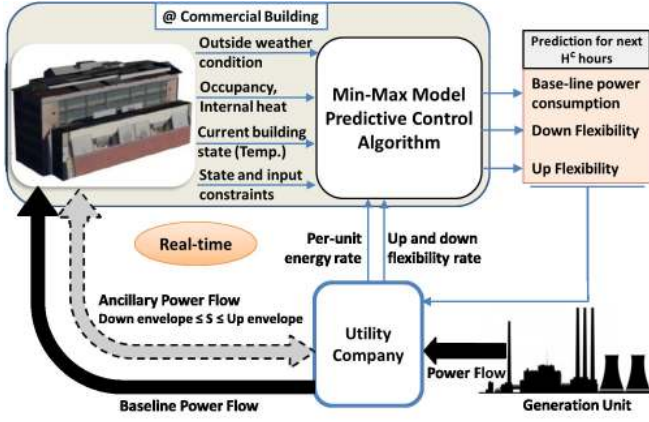 @ Commercial Building
Outside weather
condition
Occupancy,
Internal heat
Current building
state (Temp.)
State and input
constraints
Min-Max Model
Predictive Control
Algorithm
Prediction for next
Hᶜ hours
Base-line power
consumption
Down Flexibility
Up Flexibility
Real-time
Per-unit
energy rate
Up and down
flexibility rate
Ancillary Power Flow
Down envelope ≤ S ≤ Up envelope
Utility
Company
Power Flow
Baseline Power Flow
Generation Unit